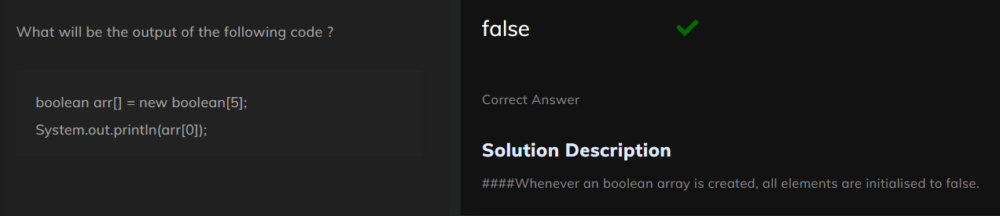 What will be the output of the following code ?
boolean arr[] = new boolean[5];
System.out.println(arr[0]);
false
Correct Answer
Solution Description
####Whenever an boolean array is created, all elements are initialised to false.